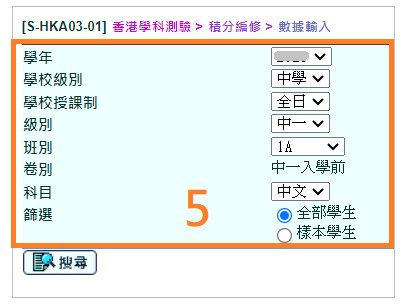 [S-HKA03-01] 香港學科測驗 > 積分編修 > 數據輸入
學年
學校級別 中學
學校授課制 全日
級別 中一
班別 1A
卷別 中一入學前
科目 中文
篩選 全部學生
樣本學生
5
搜尋